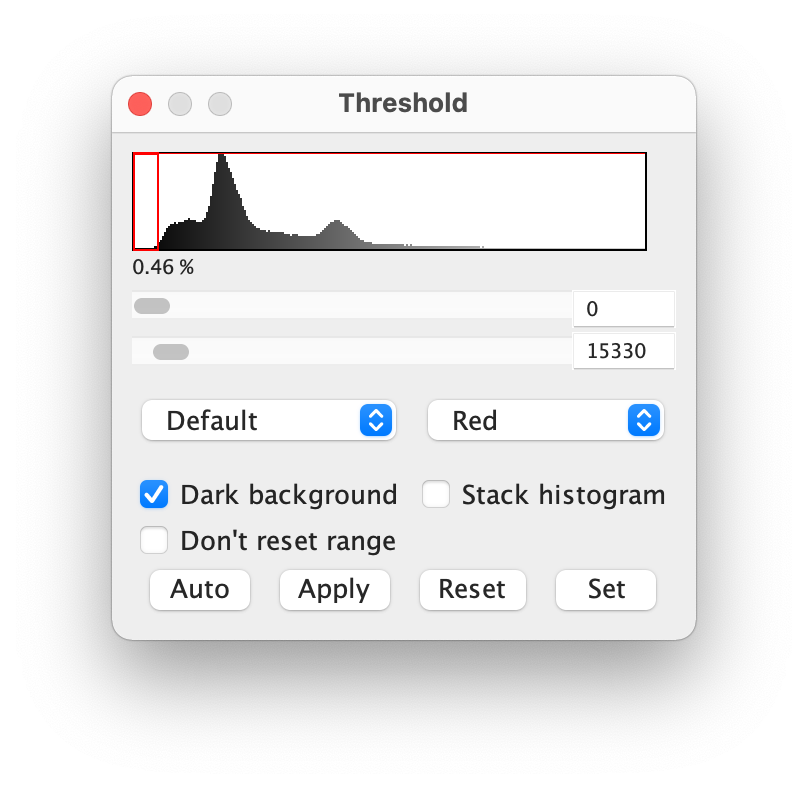 Threshold
0.46 %
0
15330
Default Red
Dark background Stack histogram
Don't reset range
Auto Apply Reset Set